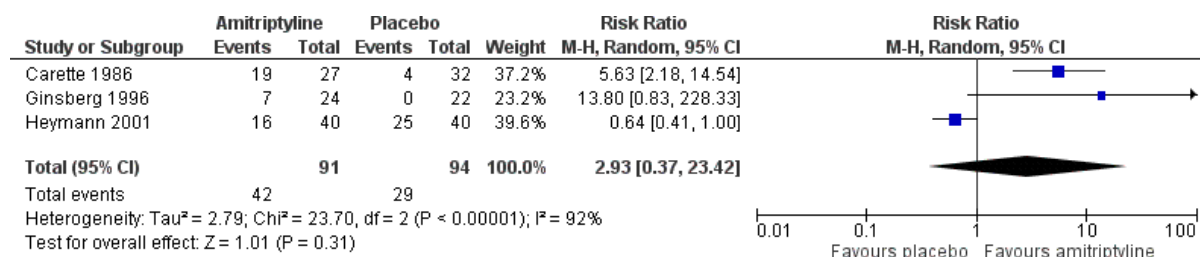 Amitriptyline Placebo Risk Ratio Risk Ratio
Study or Subgroup Events Total Events Total Weight M-H, Random, 95% CI M-H, Random, 95% CI
Carette 1986 19 27 4 32 37.2% 5.63 [2.18, 14.54]
Ginsberg 1996 7 24 0 22 23.2% 13.80 [0.83, 228.33]
Heymann 2001 16 40 25 40 39.6% 0.64 [0.41, 1.00]
Total (95% CI) 91 94 100.0% 2.93 [0.37, 23.42]
Total events 42 29
Heterogeneity: Tau² = 2.79; Chi² = 23.70, df = 2 (P < 0.00001); I² = 92%
Test for overall effect: Z = 1.01 (P = 0.31)
0.01 0.1 1 10 100
Favours placebo Favours amitriptyline